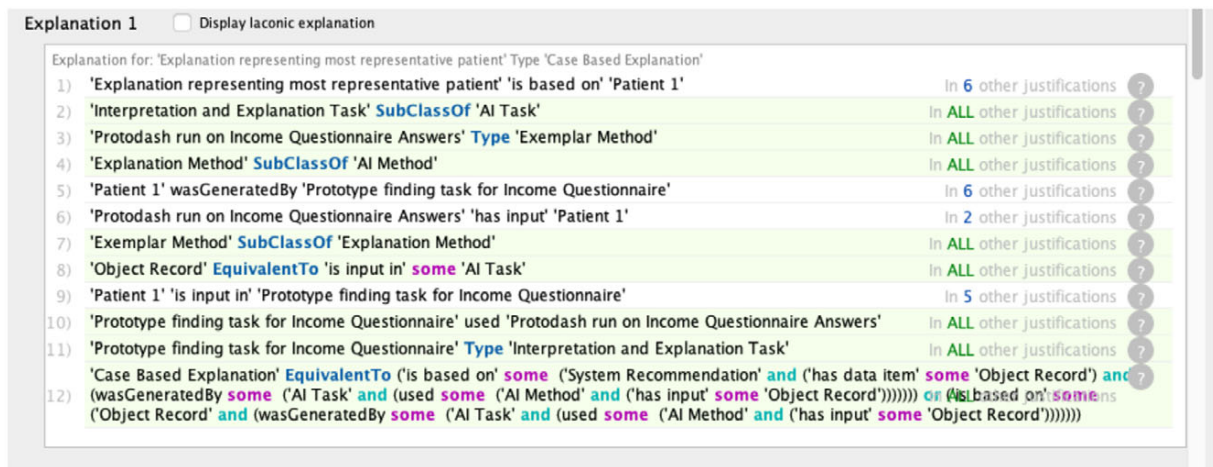 Explanation 1 Display laconic explanation
Explanation for: 'Explanation representing most representative patient' Type 'Case Based Explanation'
1) 'Explanation representing most representative patient' 'is based on' 'Patient 1' In 6 other justifications ?
2) 'Interpretation and Explanation Task' SubClassOf 'AI Task' In ALL other justifications ?
3) 'Protodash run on Income Questionnaire Answers' Type 'Exemplar Method' In ALL other justifications ?
4) 'Explanation Method' SubClassOf 'AI Method' In ALL other justifications ?
5) 'Patient 1' wasGeneratedBy 'Prototype finding task for Income Questionnaire' In 6 other justifications ?
6) 'Protodash run on Income Questionnaire Answers' 'has input' 'Patient 1' In 2 other justifications ?
7) 'Exemplar Method' SubClassOf 'Explanation Method' In ALL other justifications ?
8) 'Object Record' EquivalentTo 'is input in' some 'AI Task' In ALL other justifications ?
9) 'Patient 1' 'is input in' 'Prototype finding task for Income Questionnaire' In 5 other justifications ?
10) 'Prototype finding task for Income Questionnaire' used 'Protodash run on Income Questionnaire Answers' In ALL other justifications ?
11) 'Prototype finding task for Income Questionnaire' Type 'Interpretation and Explanation Task' In ALL other justifications ?
'Case Based Explanation' EquivalentTo ('is based on' some ('System Recommendation' and ('has data item' some 'Object Record') and ?
12) (wasGeneratedBy some ('AI Task' and (used some ('AI Method' and ('has input' some 'Object Record'))))))) or ('is based on' some In ALL other justifications
('Object Record' and (wasGeneratedBy some ('AI Task' and (used some ('AI Method' and ('has input' some 'Object Record')))))))